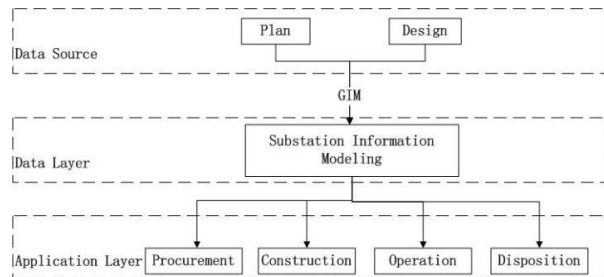 Plan
Design
Data Source
GIM
Substation Information
Modeling
Data Layer
Application Layer
Procurement
Construction
Operation
Disposition